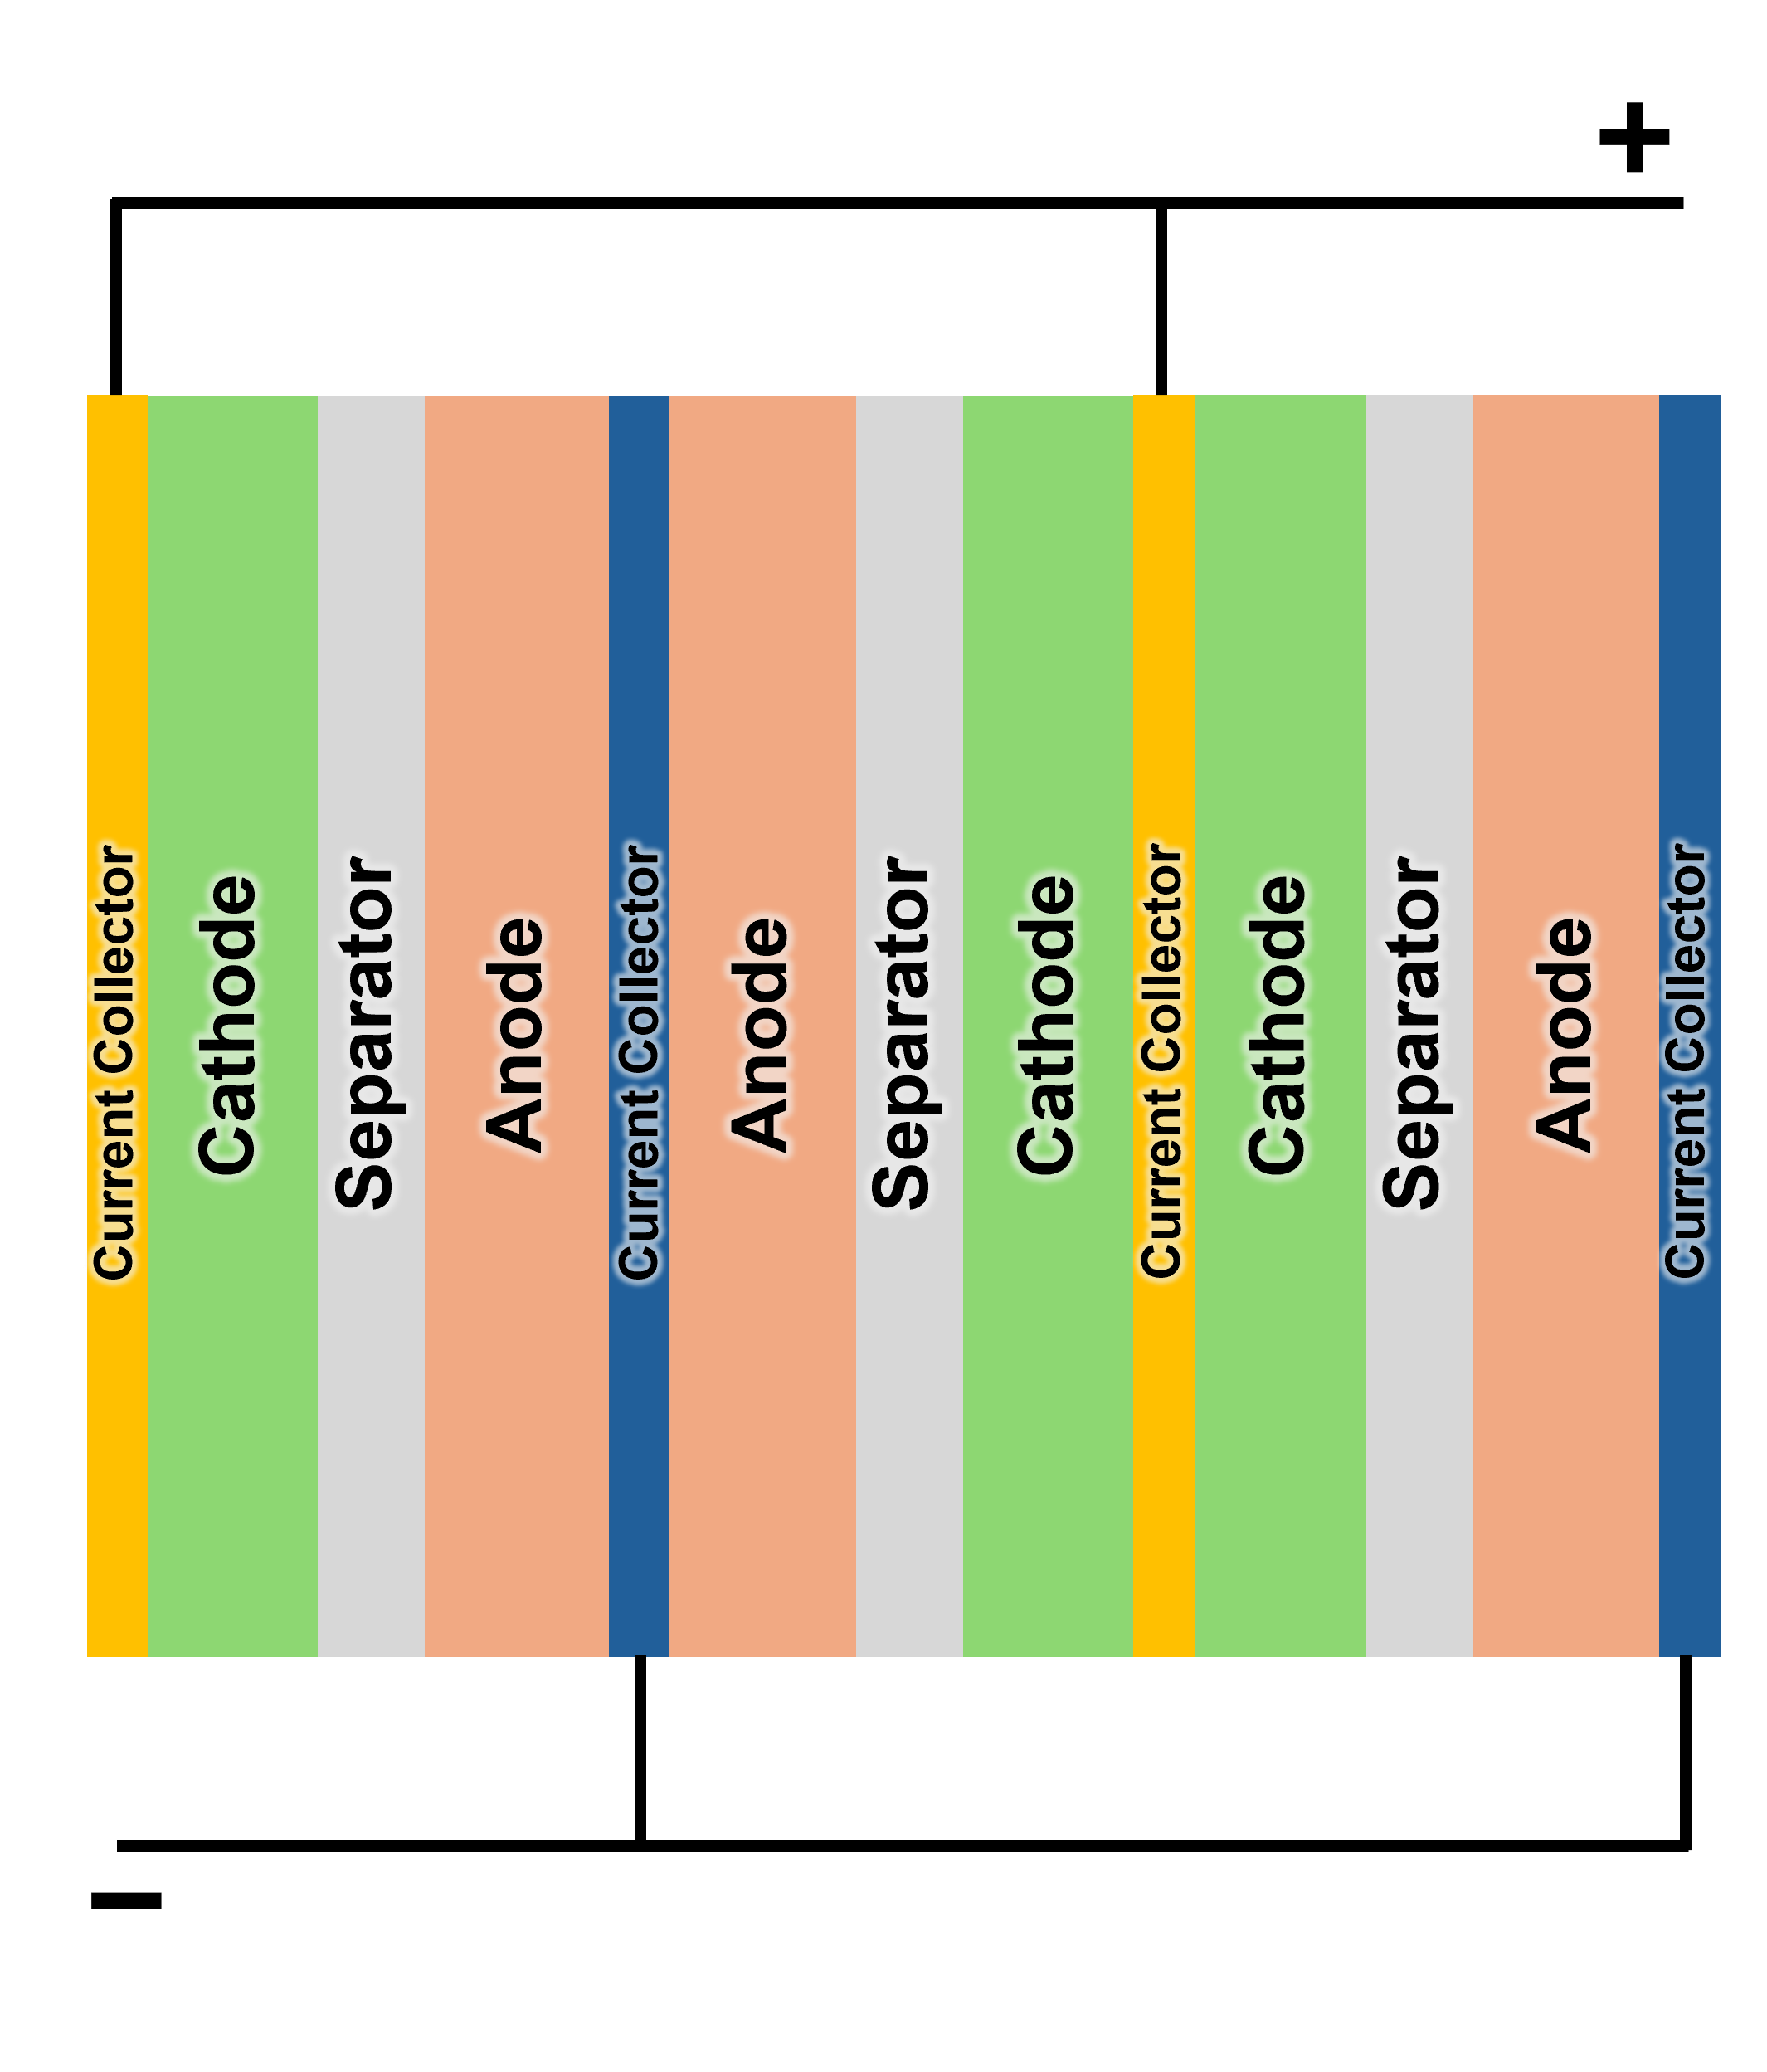 +
Current Collector
Cathode
Separator
Anode
Current Collector
Anode
Separator
Cathode
Current Collector
Cathode
Separator
Anode
Current Collector
−